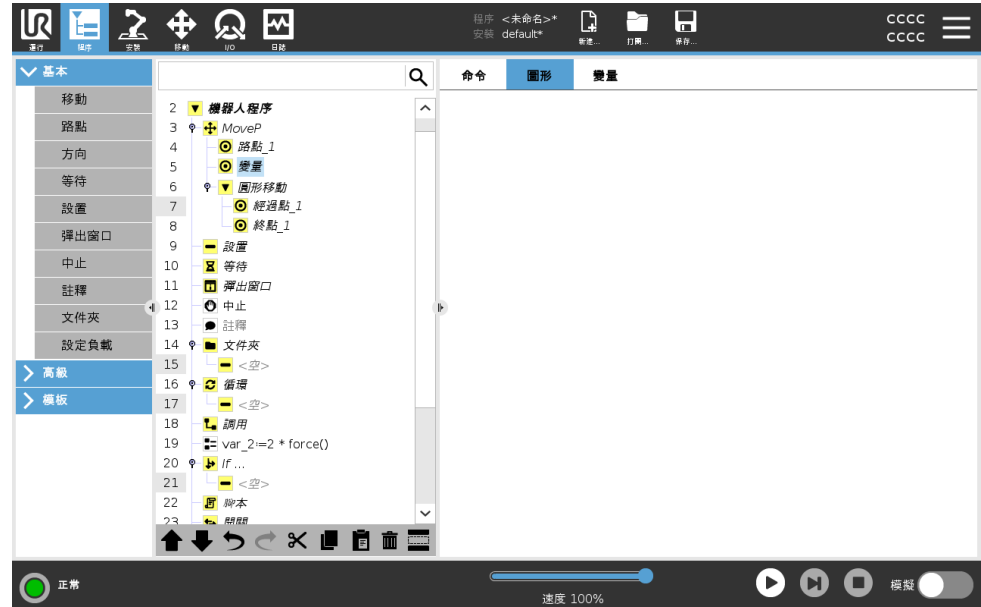 程序 <未命名>*
安裝 default*
CCCC
CCCC
運行 程序 安裝 移動 I/O 日誌 新建... 打開... 保存...
基本
移動
路點
方向
等待
設置
彈出窗口
中止
註釋
文件夾
設定負載
高級
模板
2 機器人程序
3 MoveP
4 路點_1
5 變量
6 圓形移動
7 經過點_1
8 終點_1
9 設置
10 等待
11 彈出窗口
12 中止
13 註釋
14 文件夾
15 <空>
16 循環
17 <空>
18 調用
19 var_2:=2 * force()
20 If ...
21 <空>
22 腳本
23 開關
命令 圖形 變量
正常
速度 100%
模擬